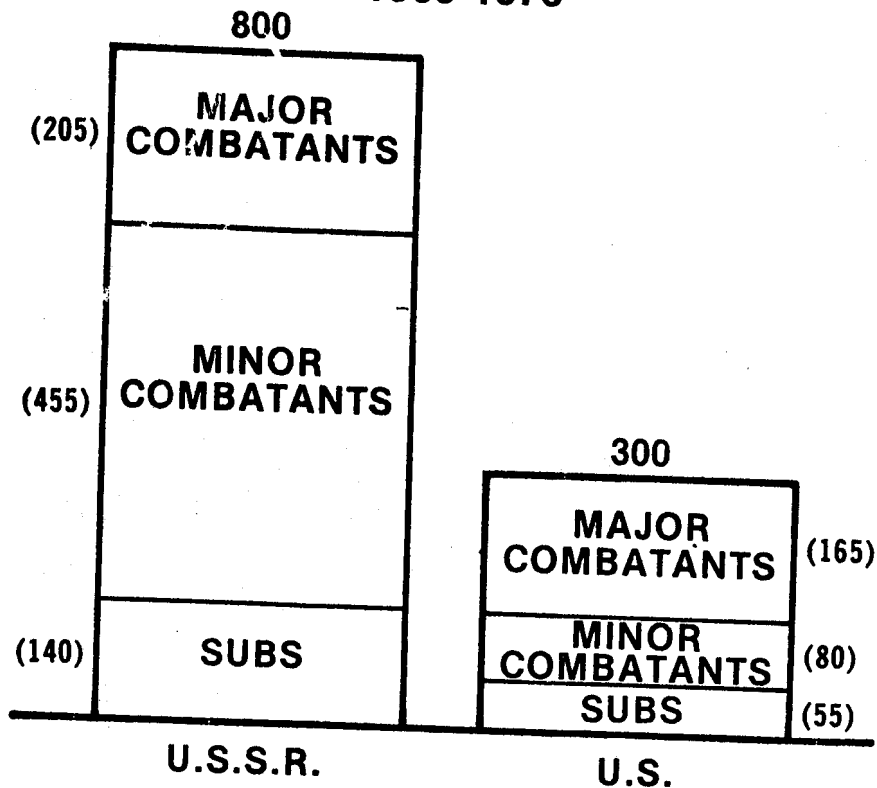 800
(205)
MAJOR
COMBATANTS
(455)
MINOR
COMBATANTS
(140)
SUBS
U.S.S.R.
300
MAJOR
COMBATANTS
(165)
MINOR
COMBATANTS
(80)
SUBS
(55)
U.S.